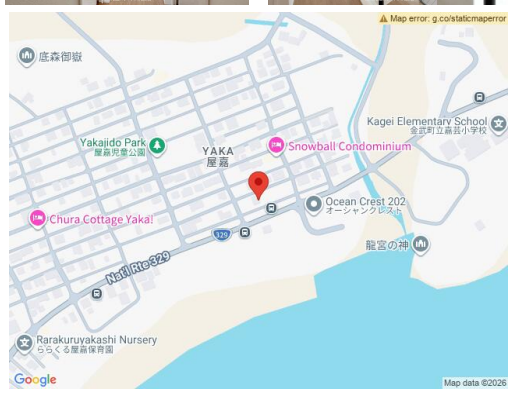 Map error: g.co/staticmaperror
底森御嶽
Kagei Elementary School
金武町立嘉芸小学校
Yakajido Park
屋嘉児童公園
YAKA
屋嘉
Snowball Condominium
Ocean Crest 202
オーシャンクレスト
Chura Cottage Yaka!
329
龍宮の神
Nat'l Rte 329
Rarakuruyakashi Nursery
ららくる屋嘉保育園
Google
Map data ©2026